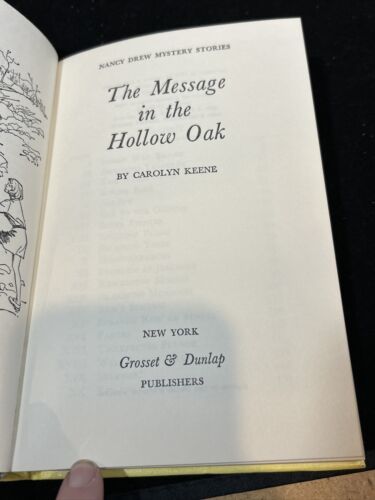 NANCY DREW MYSTERY STORIES
The Message
in the
Hollow Oak
BY CAROLYN KEENE
NEW YORK
Grosset & Dunlap
PUBLISHERS